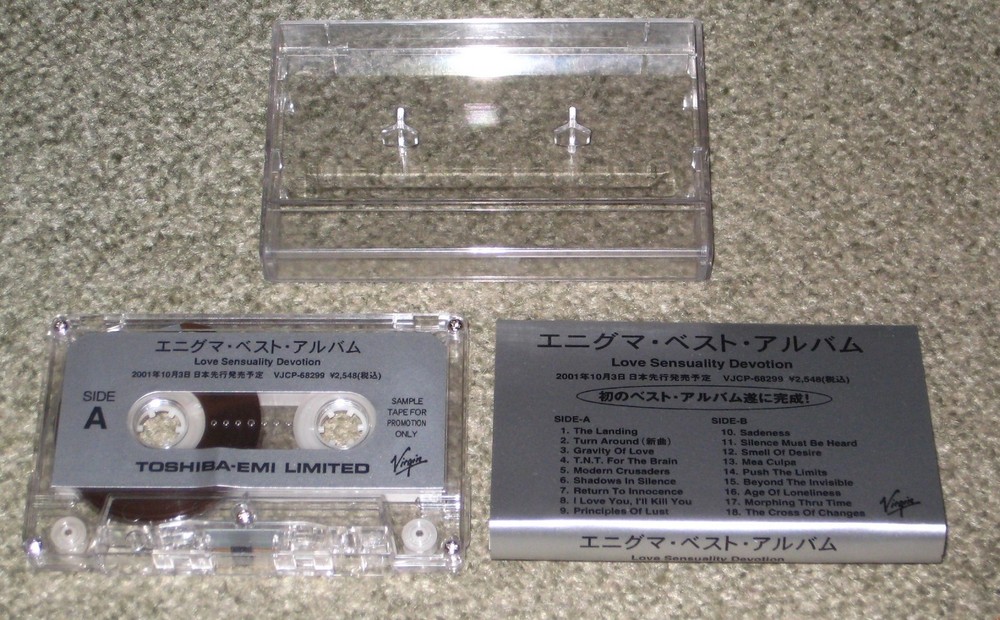 エニグマ・ベスト・アルバム
Love Sensuality Devotion
2001年10月3日 日本先行発売予定 VJCP-68299 ¥2,548(税込)
SIDE
A
SAMPLE
TAPE FOR
PROMOTION
ONLY
TOSHIBA-EMI LIMITED
Virgin
エニグマ・ベスト・アルバム
Love Sensuality Devotion
2001年10月3日 日本先行発売予定 VJCP-68299 ¥2,548(税込)
初のベスト・アルバム遂に完成!
SIDE-A
1. The Landing
2. Turn Around (新曲)
3. Gravity Of Love
4. T.N.T. For The Brain
5. Modern Crusaders
6. Shadows In Silence
7. Return To Innocence
8. I Love You, I'll Kill You
9. Principles Of Lust
SIDE-B
10. Sadeness
11. Silence Must Be Heard
12. Smell Of Desire
13. Mea Culpa
14. Push The Limits
15. Beyond The Invisible
16. Age Of Loneliness
17. Morphing Thru Time
18. The Cross Of Changes
Virgin
エニグマ・ベスト・アルバム
Love Sensuality Devotion